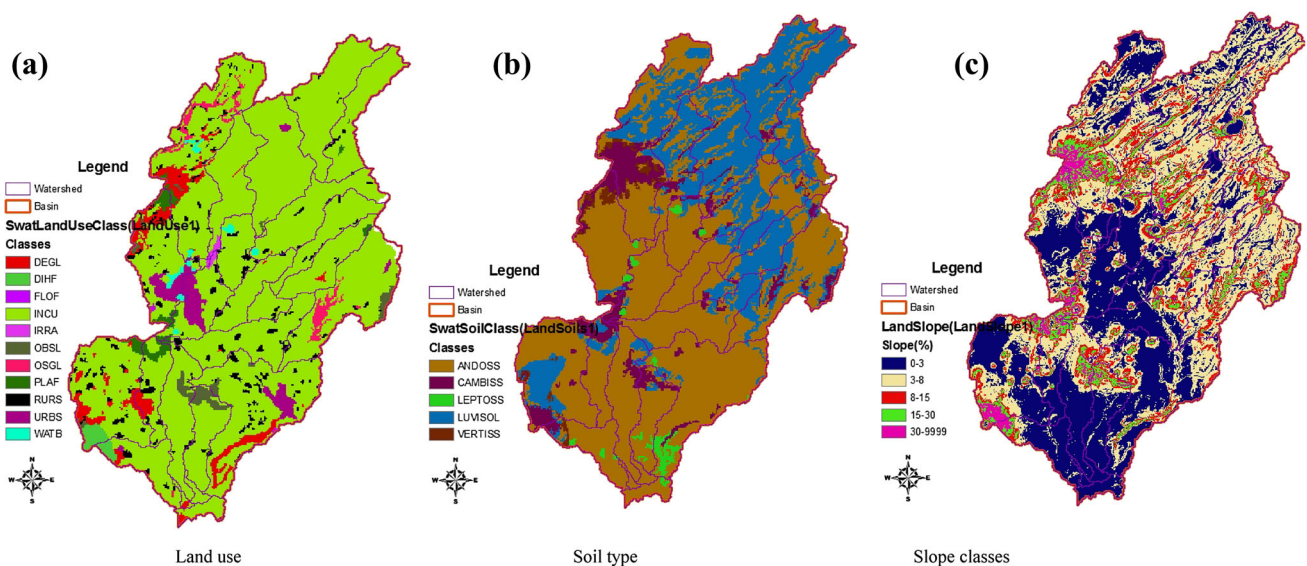 (a)
Legend
Watershed
Basin
SwatLandUseClass(LandUse1)
Classes
DEGL
DIHF
FLOF
INCU
IRRA
OBSL
OSGL
PLAF
RURS
URBS
WATB
N
W E
S
Land use
(b)
Legend
Watershed
Basin
SwatSoilClass(LandSoils1)
Classes
ANDOSS
CAMBISS
LEPTOSS
LUVISOL
VERTISS
N
W E
S
Soil type
(c)
Legend
Watershed
Basin
LandSlope(LandSlope1)
Slope(%)
0-3
3-8
8-15
15-30
30-9999
N
W E
S
Slope classes